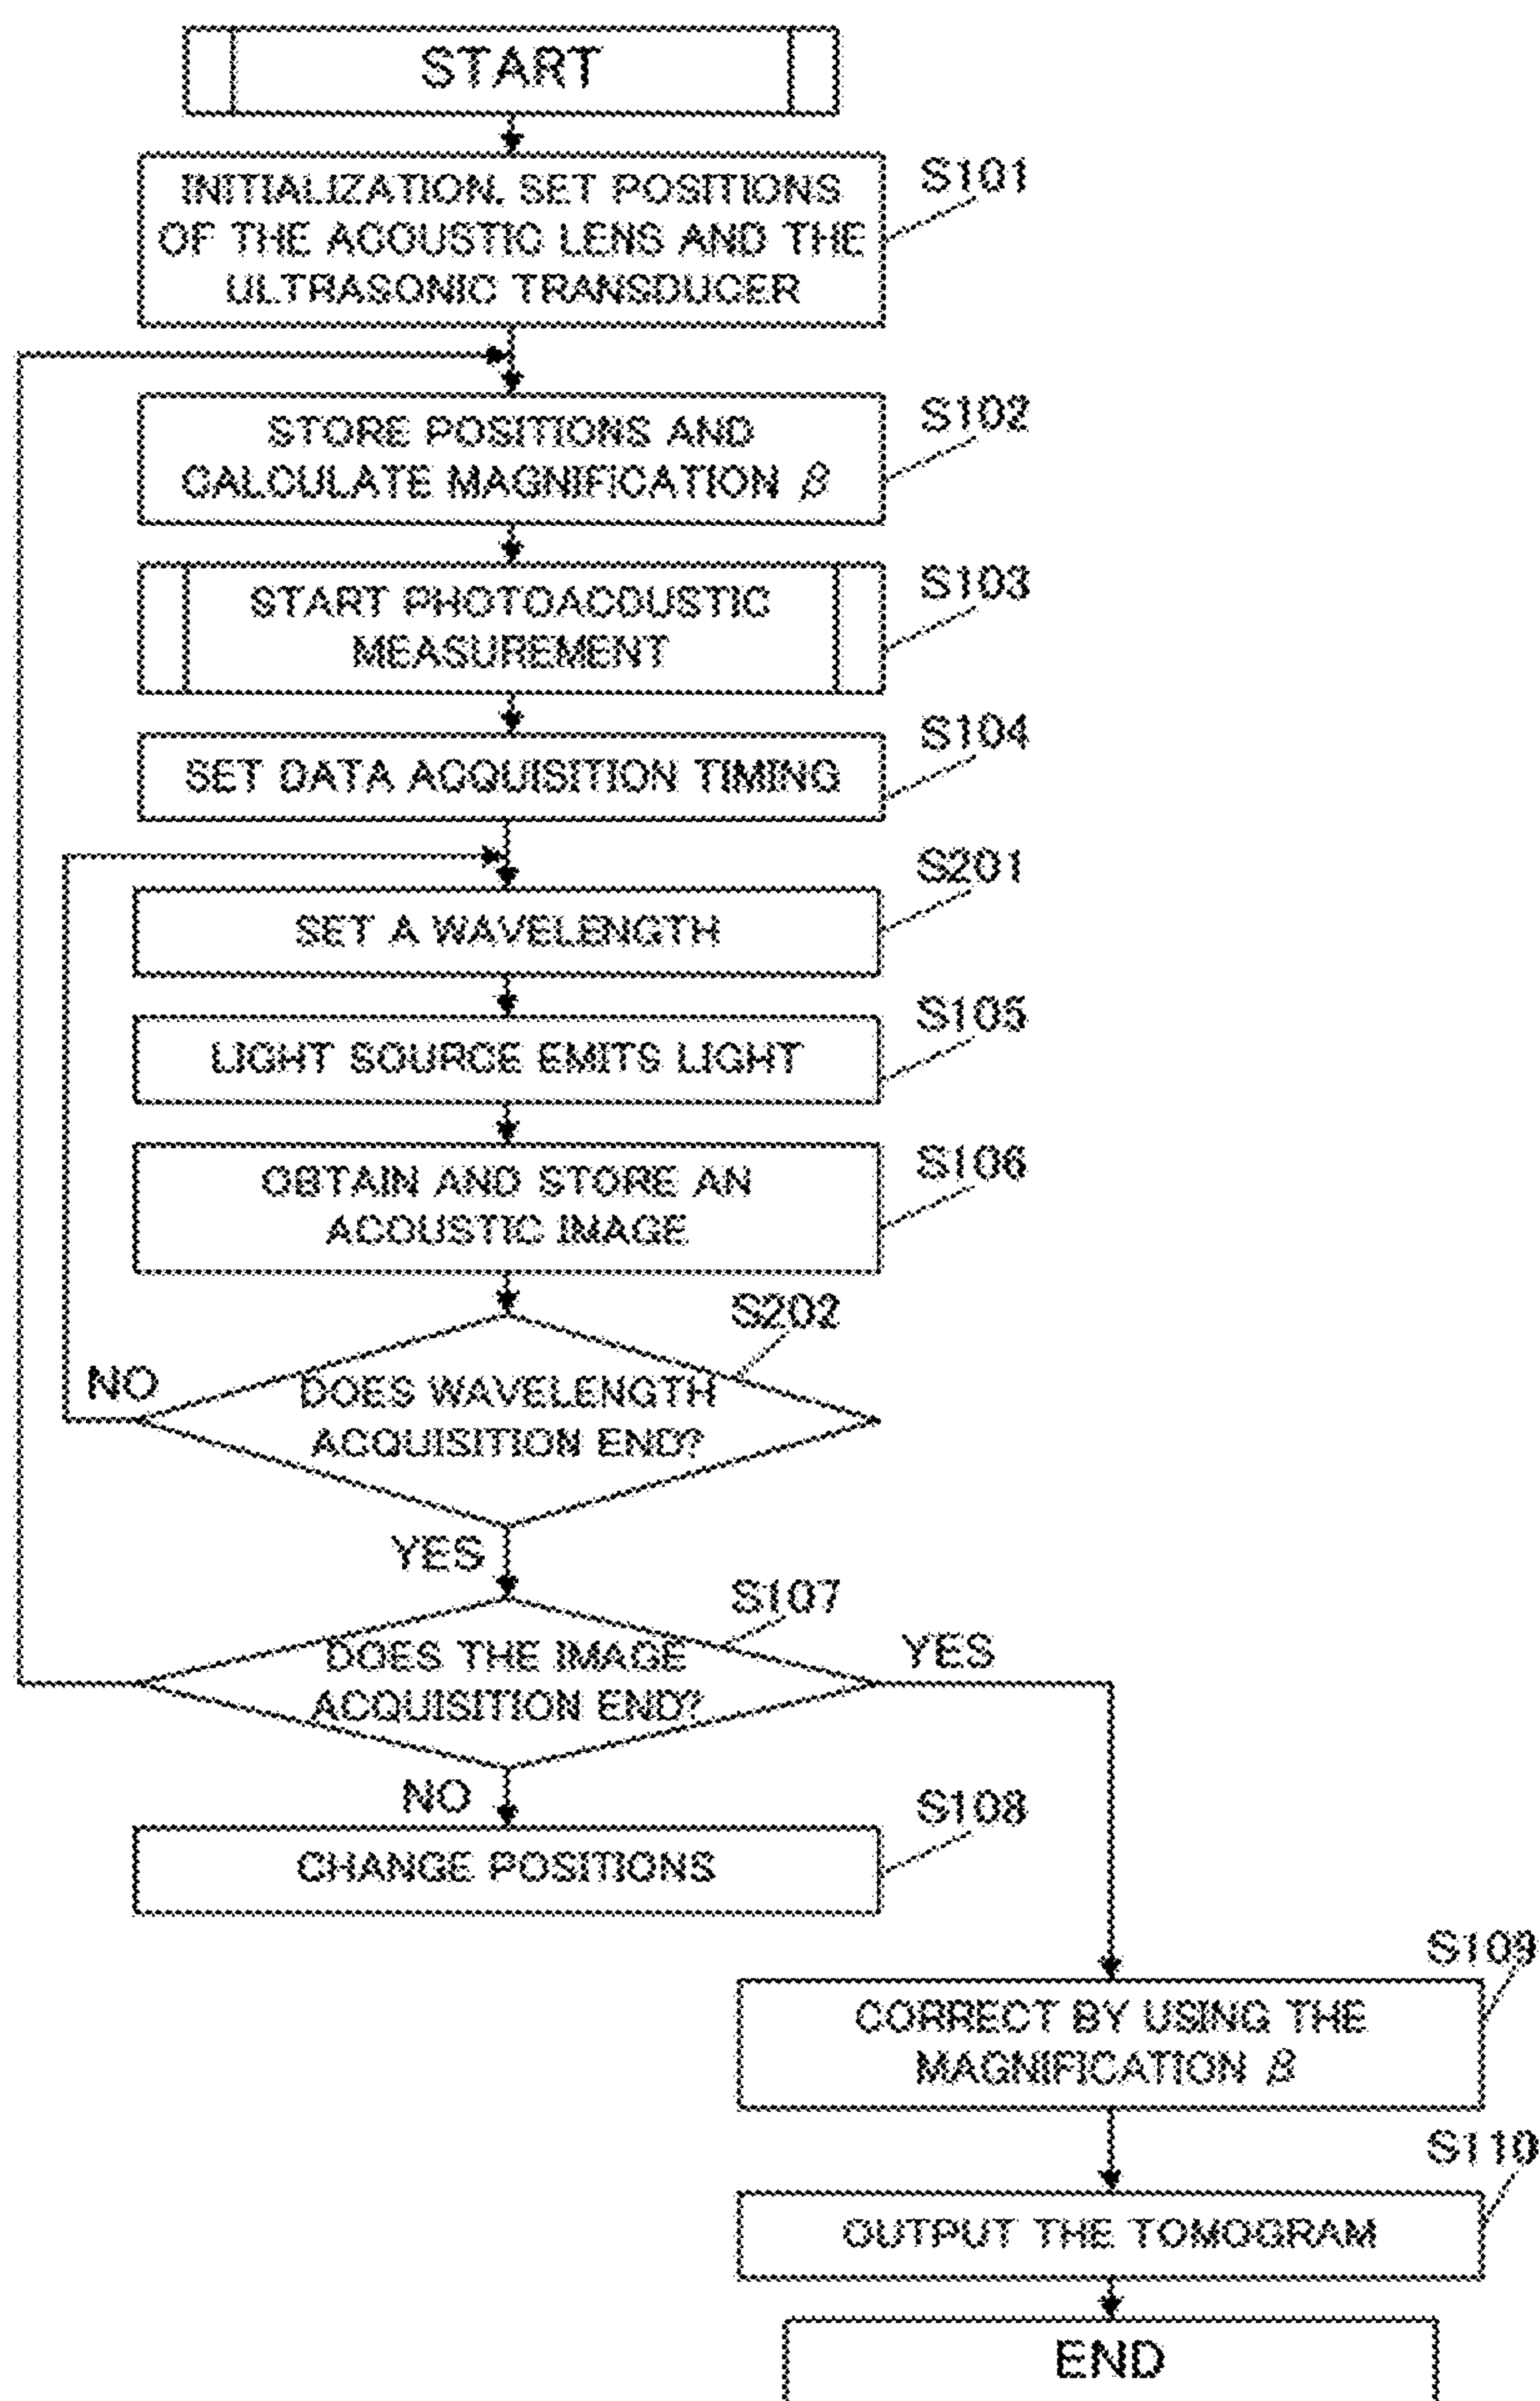 START
INITIALIZATION. SET POSITIONS
OF THE ACOUSTIC LENS AND THE
ULTRASONIC TRANSDUCER
S101
STORE POSITIONS AND
CALCULATE MAGNIFICATION β
S102
START PHOTOACOUSTIC
MEASUREMENT
S103
SET DATA ACQUISITION TIMING
S104
SET A WAVELENGTH
S201
LIGHT SOURCE EMITS LIGHT
S105
OBTAIN AND STORE AN
ACOUSTIC IMAGE
S106
S202
NO
DOES WAVELENGTH
ACQUISITION END?
YES
S107
DOES THE IMAGE
ACQUISITION END?
YES
NO
S108
CHANGE POSITIONS
S109
CORRECT BY USING THE
MAGNIFICATION β
S110
OUTPUT THE TOMOGRAM
END